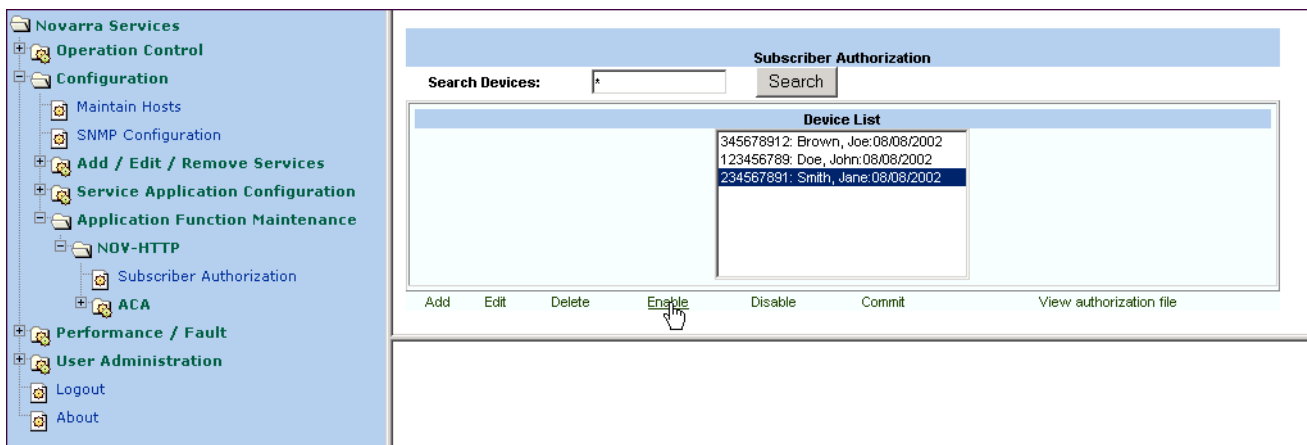 Novarra Services
Operation Control
Configuration
Maintain Hosts
SNMP Configuration
Add / Edit / Remove Services
Service Application Configuration
Application Function Maintenance
NOV-HTTP
Subscriber Authorization
ACA
Performance / Fault
User Administration
Logout
About
Subscriber Authorization
Search Devices: * Search
Device List
345678912: Brown, Joe:08/08/2002
123456789: Doe, John:08/08/2002
234567891: Smith, Jane:08/08/2002
Add Edit Delete Enable Disable Commit View authorization file